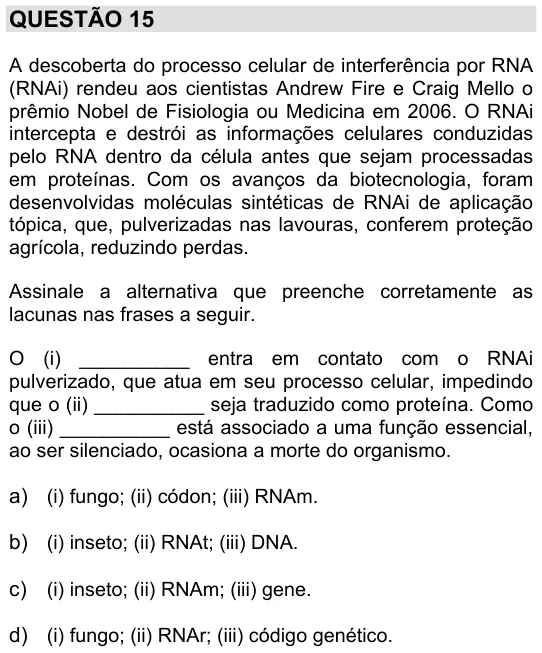 QUESTÃO 15
A descoberta do processo celular de interferência por RNA
(RNAi) rendeu aos cientistas Andrew Fire e Craig Mello o
prêmio Nobel de Fisiologia ou Medicina em 2006. O RNAi
intercepta e destrói as informações celulares conduzidas
pelo RNA dentro da célula antes que sejam processadas
em proteínas. Com os avanços da biotecnologia, foram
desenvolvidas moléculas sintéticas de RNAi de aplicação
tópica, que, pulverizadas nas lavouras, conferem proteção
agrícola, reduzindo perdas.
Assinale a alternativa que preenche corretamente as
lacunas nas frases a seguir.
O (i) __________ entra em contato com o RNAi
pulverizado, que atua em seu processo celular, impedindo
que o (ii) __________ seja traduzido como proteína. Como
o (iii) __________ está associado a uma função essencial,
ao ser silenciado, ocasiona a morte do organismo.
a) (i) fungo; (ii) códon; (iii) RNAm.
b) (i) inseto; (ii) RNAt; (iii) DNA.
c) (i) inseto; (ii) RNAm; (iii) gene.
d) (i) fungo; (ii) RNAr; (iii) código genético.